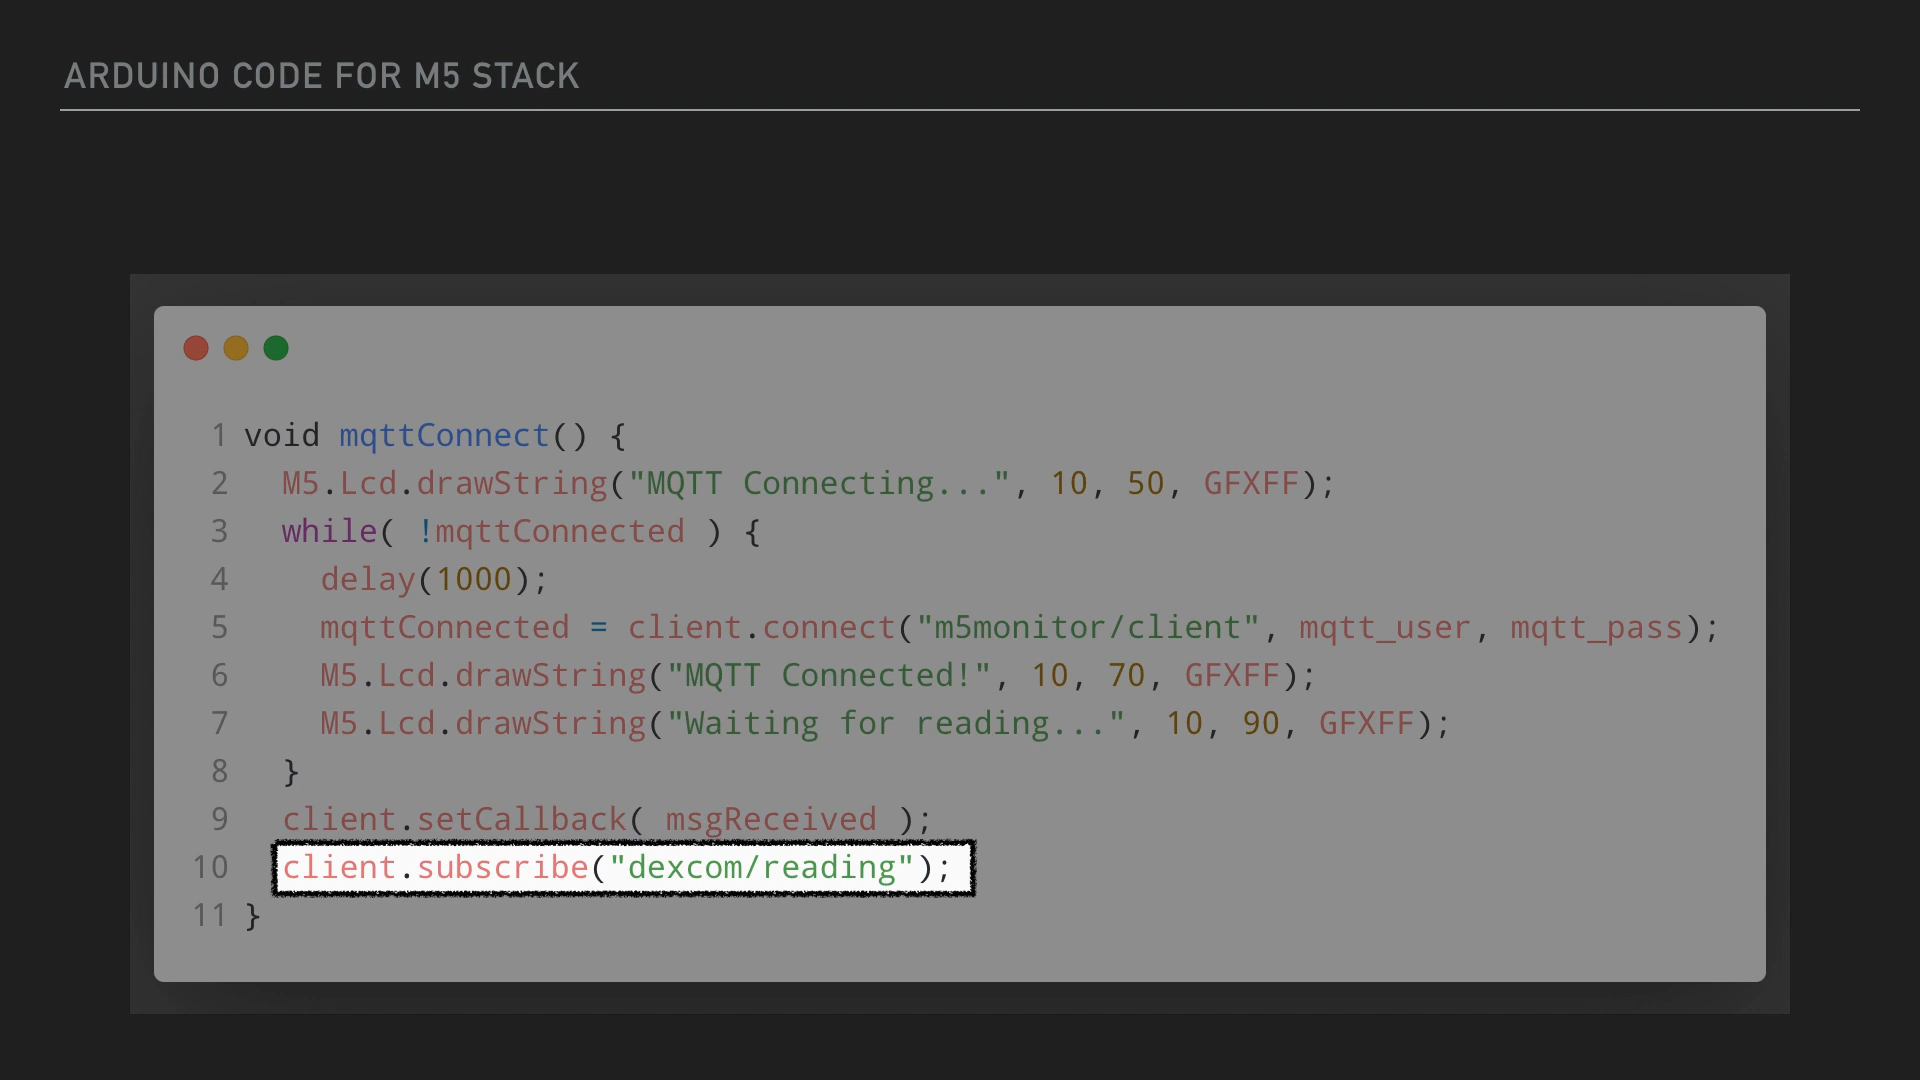 ARDUINO CODE FOR M5 STACK
1 void mqttConnect() {
2   M5.Lcd.drawString("MQTT Connecting...", 10, 50, GFXFF);
3   while( !mqttConnected ) {
4     delay(1000);
5     mqttConnected = client.connect("m5monitor/client", mqtt_user, mqtt_pass);
6     M5.Lcd.drawString("MQTT Connected!", 10, 70, GFXFF);
7     M5.Lcd.drawString("Waiting for reading...", 10, 90, GFXFF);
8   }
9   client.setCallback( msgReceived );
10   client.subscribe("dexcom/reading");
11 }